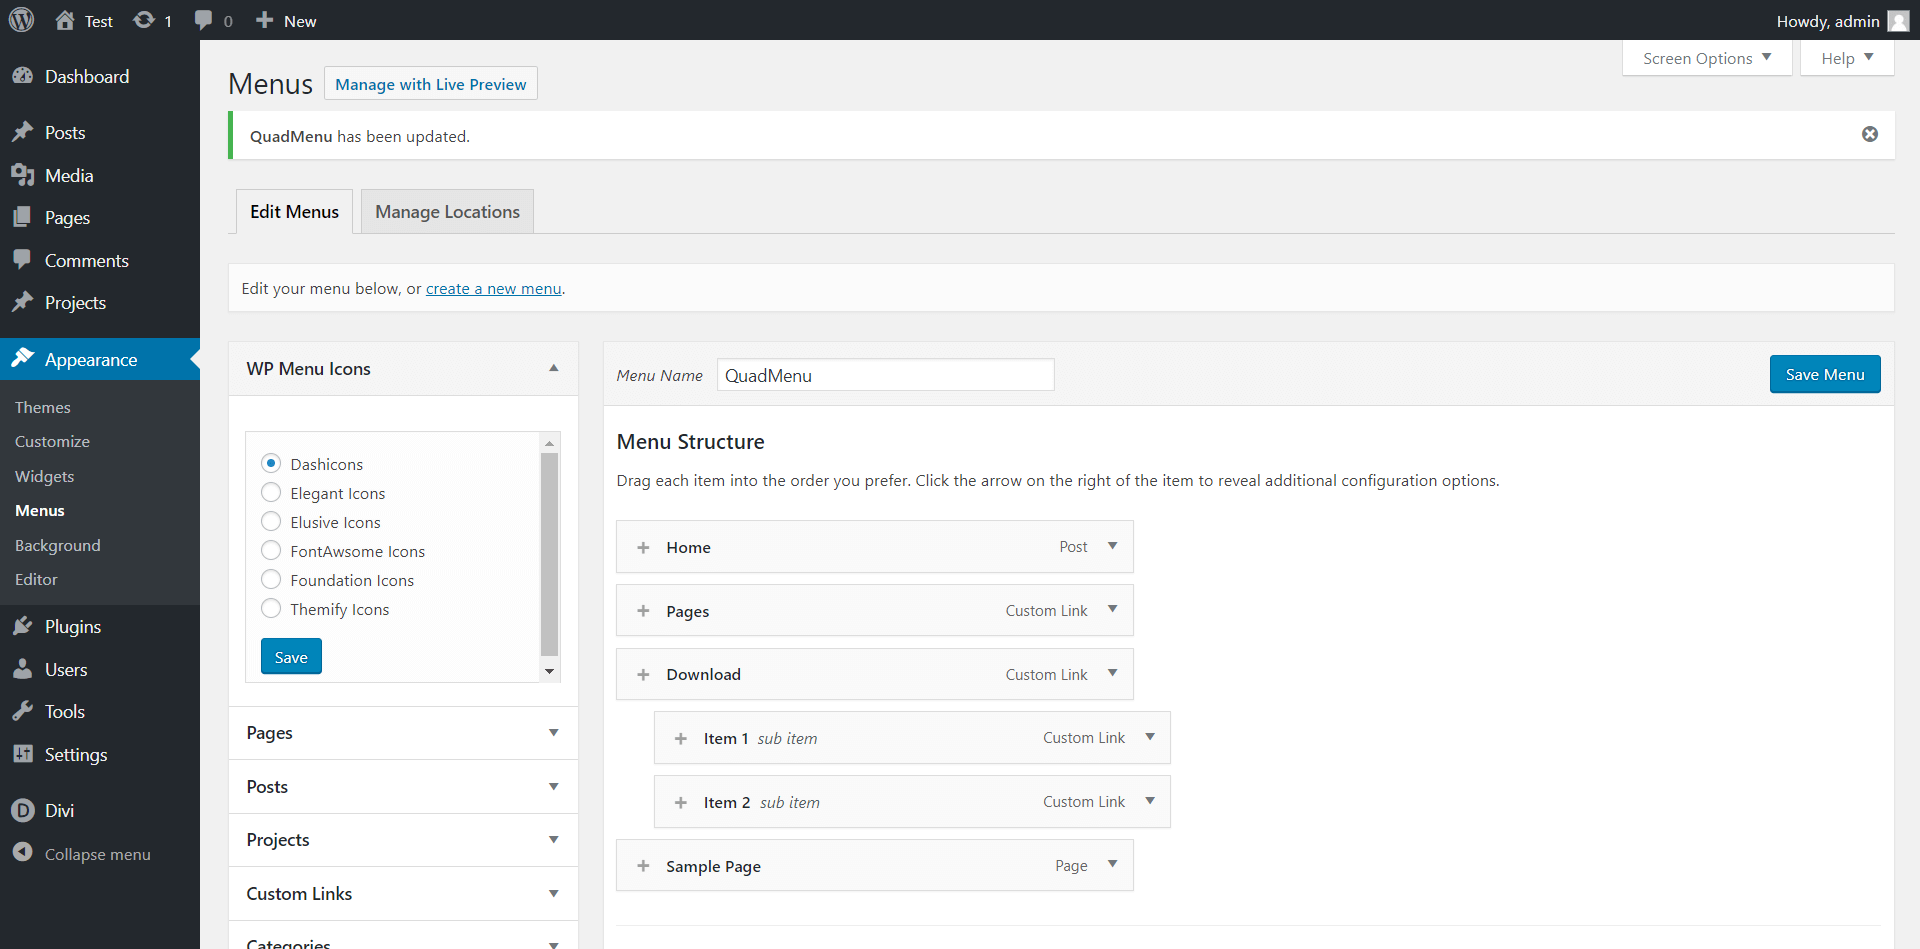 Test
1
0
New
Howdy, admin
Dashboard
Posts
Media
Pages
Comments
Projects
Appearance
Themes
Customize
Widgets
Menus
Background
Editor
Plugins
Users
Tools
Settings
Divi
Collapse menu
Screen Options
Help
Menus
Manage with Live Preview
QuadMenu has been updated.
Edit Menus
Manage Locations
Edit your menu below, or create a new menu.
WP Menu Icons
Dashicons
Elegant Icons
Elusive Icons
FontAwsome Icons
Foundation Icons
Themify Icons
Save
Pages
Posts
Projects
Custom Links
Categories
Menu Name QuadMenu
Save Menu
Menu Structure
Drag each item into the order you prefer. Click the arrow on the right of the item to reveal additional configuration options.
Home Post
Pages Custom Link
Download Custom Link
Item 1 sub item Custom Link
Item 2 sub item Custom Link
Sample Page Page